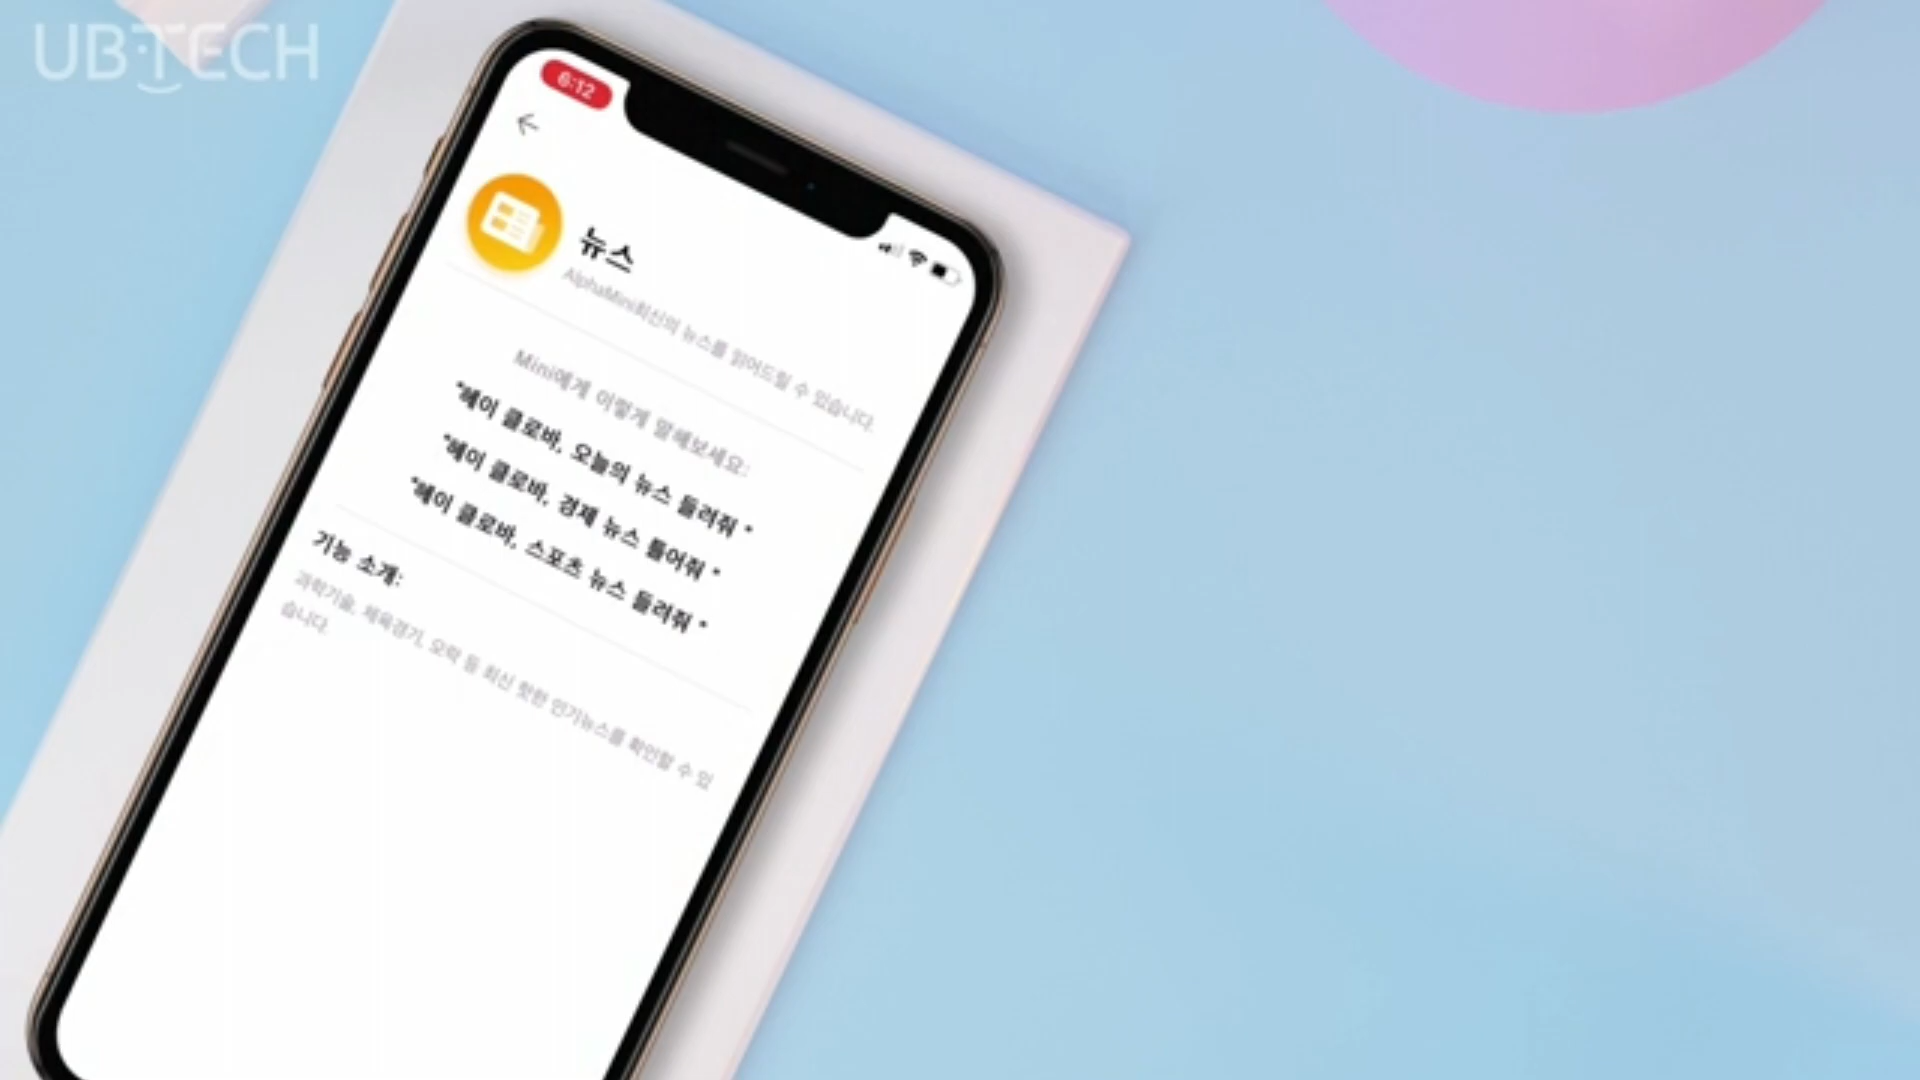 UBTECH
6:12
뉴스
AlphaMini최신의 뉴스를 읽어드릴 수 있습니다.
Mini에게 이렇게 말해보세요:
"헤이 클로바, 오늘의 뉴스 들려줘 "
"헤이 클로바, 경제 뉴스 틀어줘 "
"헤이 클로바, 스포츠 뉴스 들려줘 "
기능 소개:
과학기술, 체육경기, 오락 등 최신 핫한 인기뉴스를 확인할 수 있
습니다.